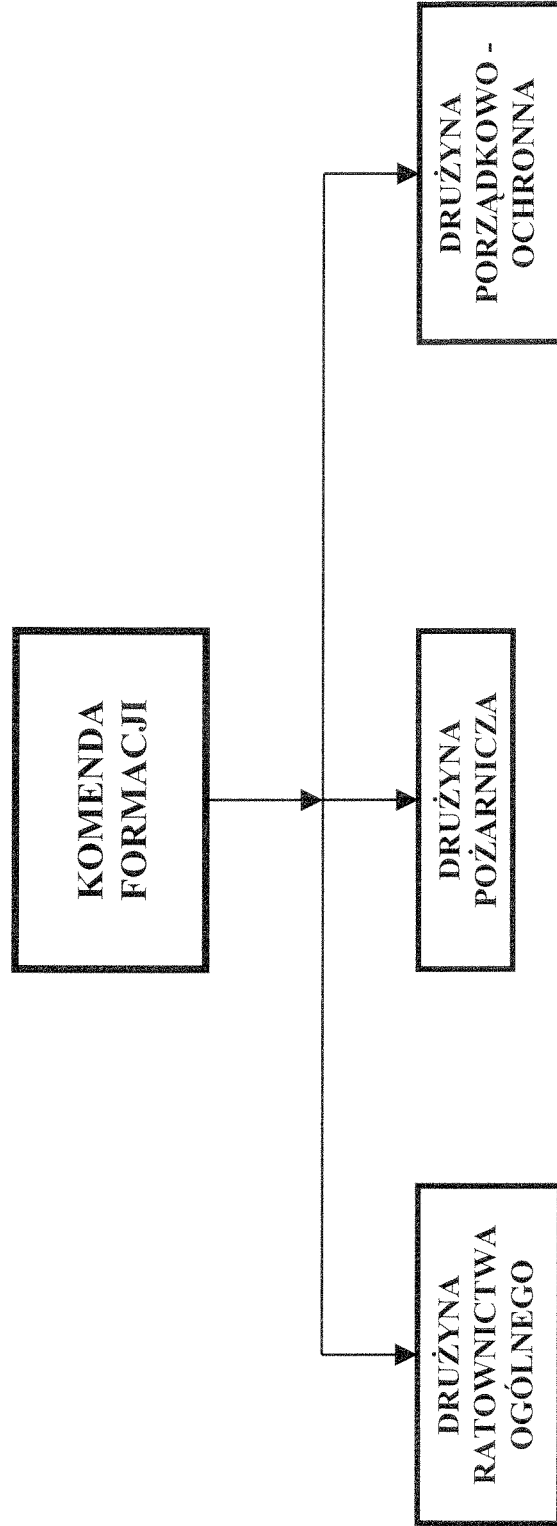 KOMENDA
FORMACJI
DRUŻYNA
RATOWNICTWA
OGÓLNEGO
DRUŻYNA
POŻARNICZA
DRUŻYNA
PORZĄDKOWO -
OCHRONNA